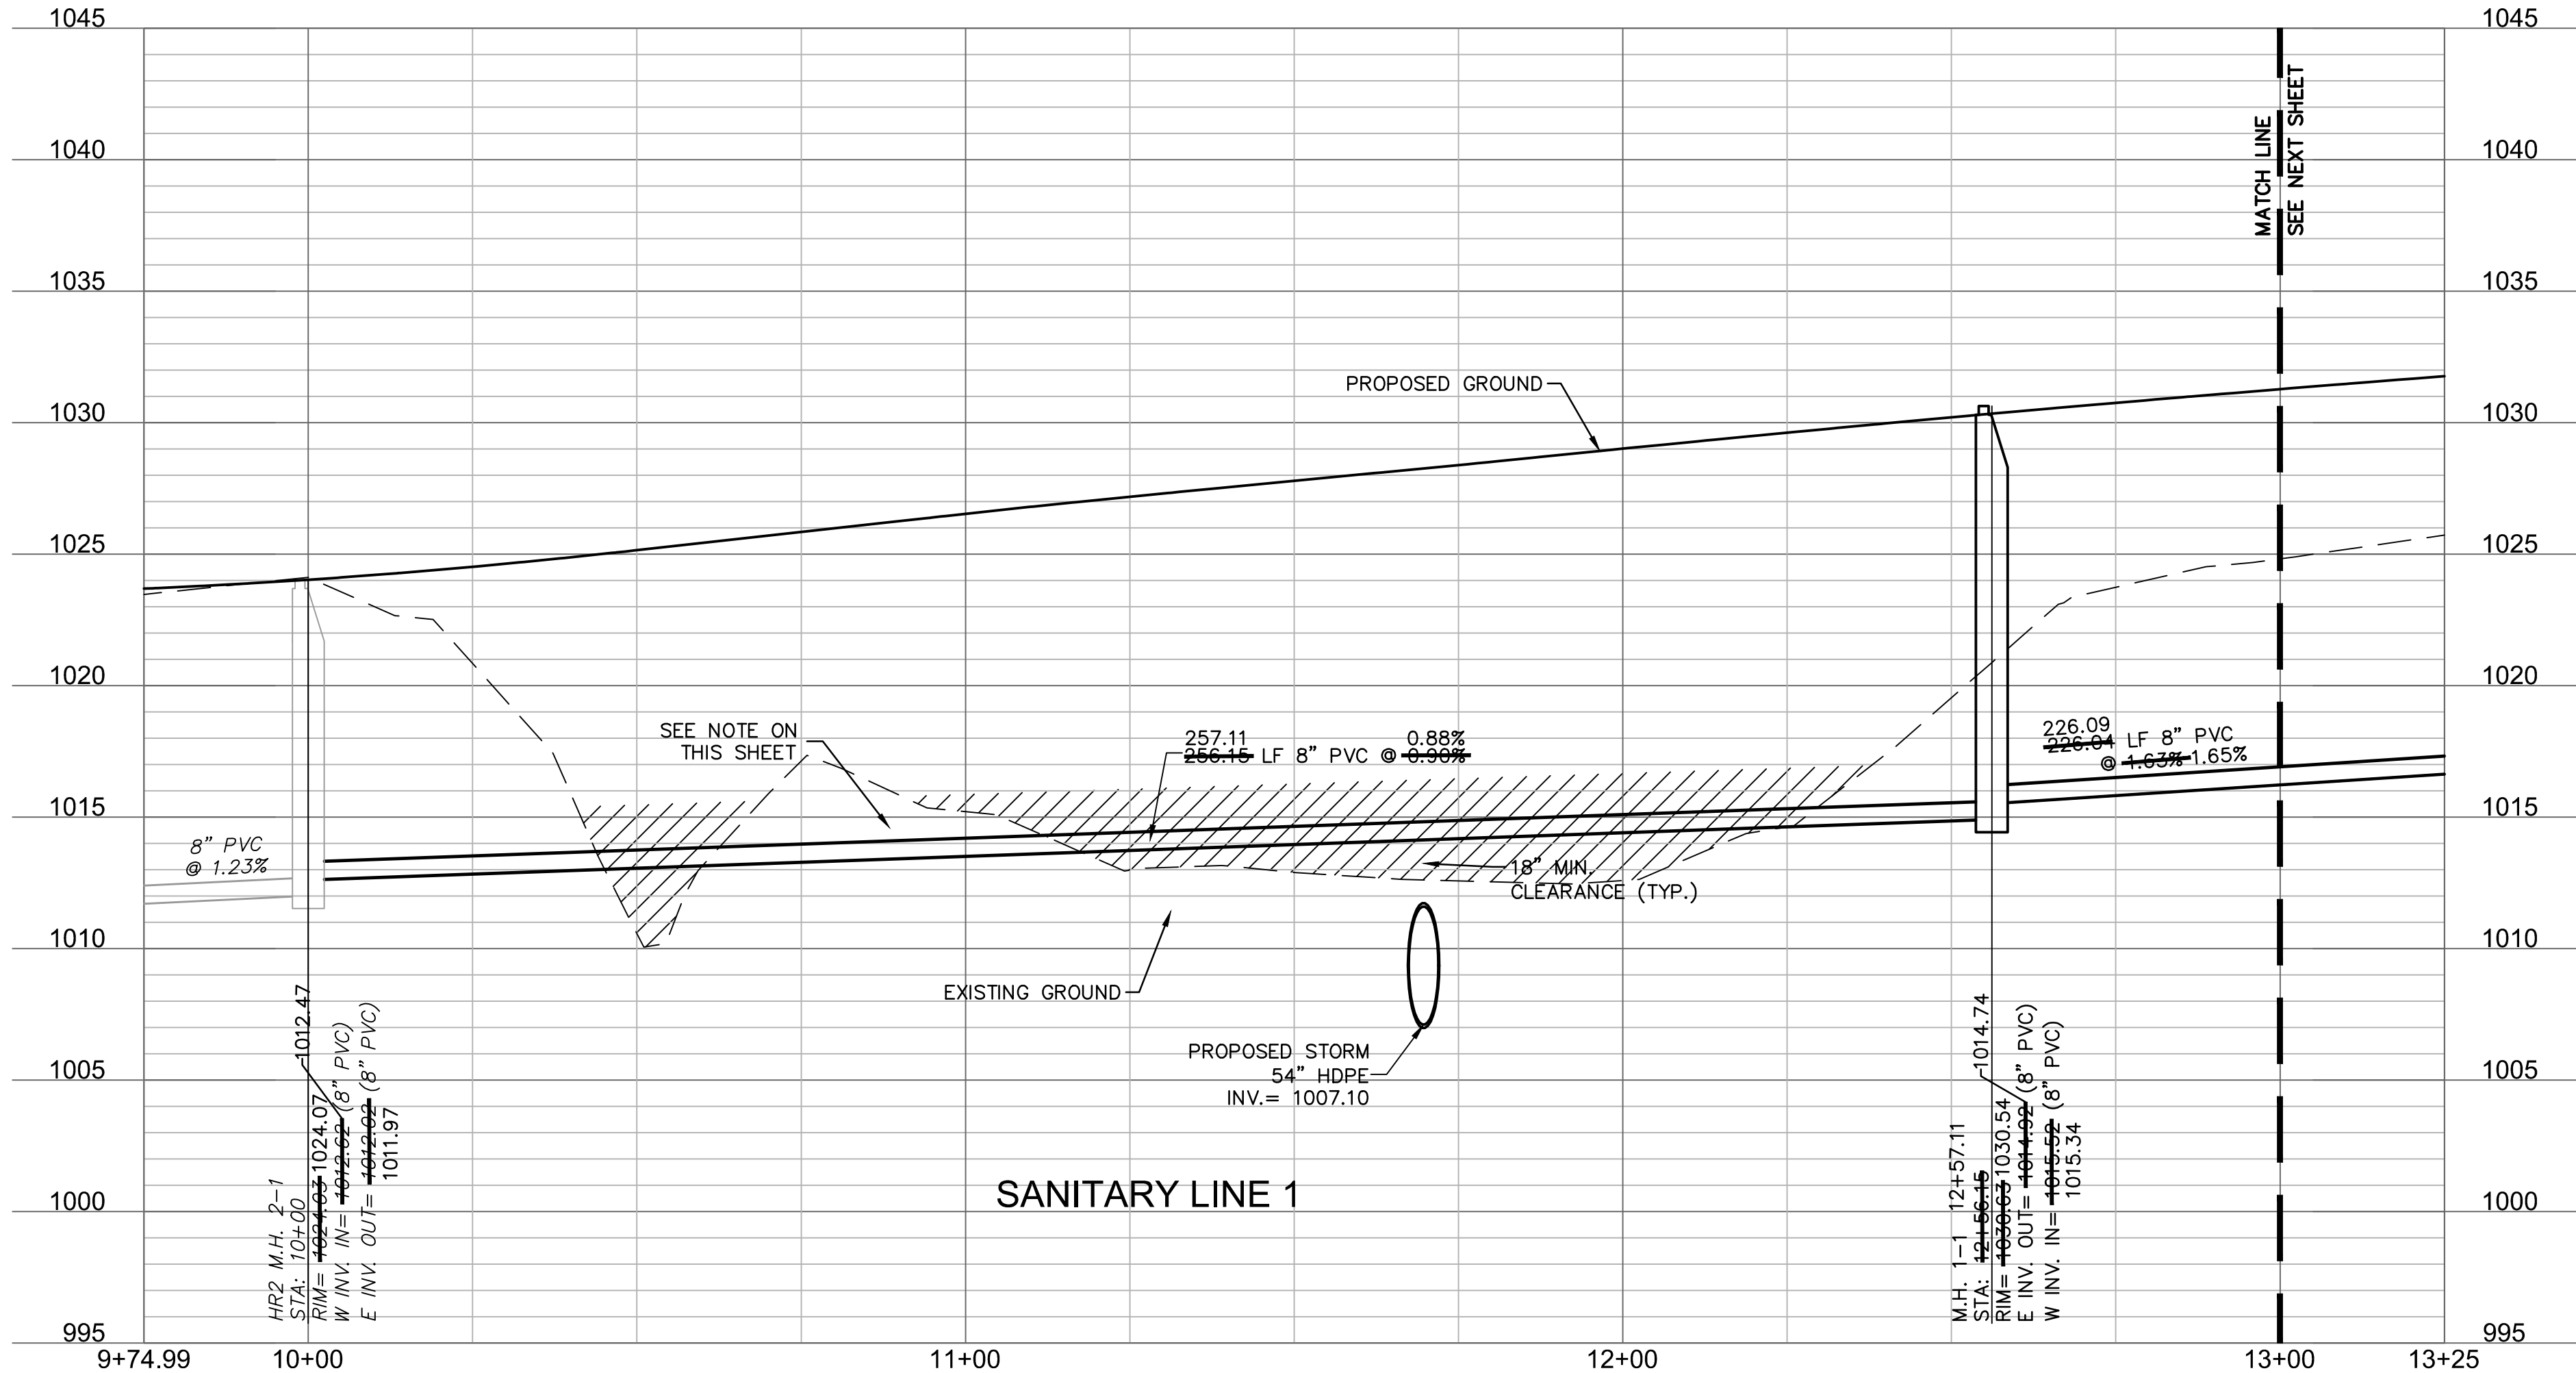 1045
1040
1035
1030
1025
1020
1015
1010
1005
1000
995
1045
1040
1035
1030
1025
1020
1015
1010
1005
1000
995
MATCH LINE
SEE NEXT SHEET
PROPOSED GROUND
SEE NOTE ON
THIS SHEET
257.11 0.88%
256.15 LF 8" PVC @ 0.90%
226.09
226.04 LF 8" PVC
@ 1.63% 1.65%
8" PVC
@ 1.23%
18" MIN.
CLEARANCE (TYP.)
EXISTING GROUND
PROPOSED STORM
54" HDPE
INV.= 1007.10
HR2 M.H. 2-1
STA: 10+00
RIM= 1024.03 1024.07
1012.47
W INV. IN= 1012.62 (8" PVC)
E INV. OUT= 1012.02 (8" PVC)
1011.97
SANITARY LINE 1
M.H. 1-1 12+57.11
STA: 12+56.15
RIM= 1030.63 1030.54
1014.74
E INV. OUT= 1014.92 (8" PVC)
W INV. IN= 1015.52 (8" PVC)
1015.34
9+74.99 10+00 11+00 12+00 13+00 13+25